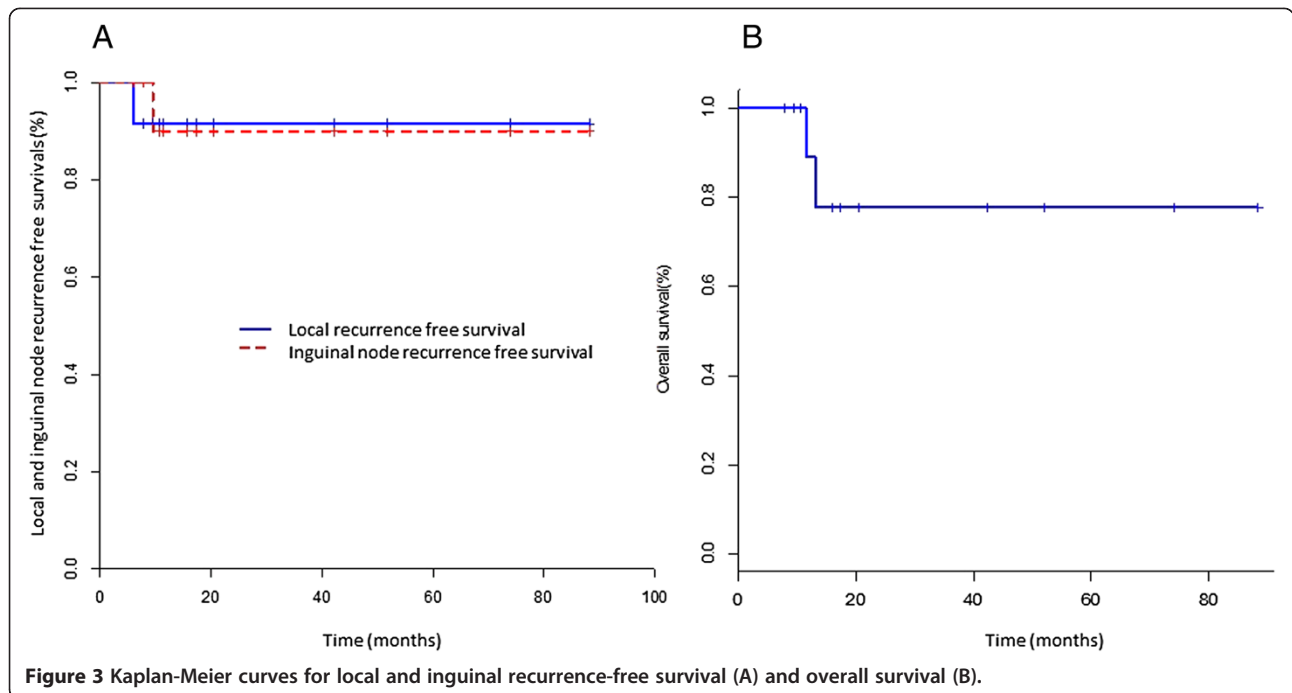 A
Local and inguinal node recurrence free survivals(%)
1.0
0.8
0.6
0.4
0.2
0.0
Local recurrence free survival
Inguinal node recurrence free survival
0 20 40 60 80 100
Time (months)
B
Overall survival(%)
1.0
0.8
0.6
0.4
0.2
0.0
0 20 40 60 80
Time (months)
Figure 3 Kaplan-Meier curves for local and inguinal recurrence-free survival (A) and overall survival (B).